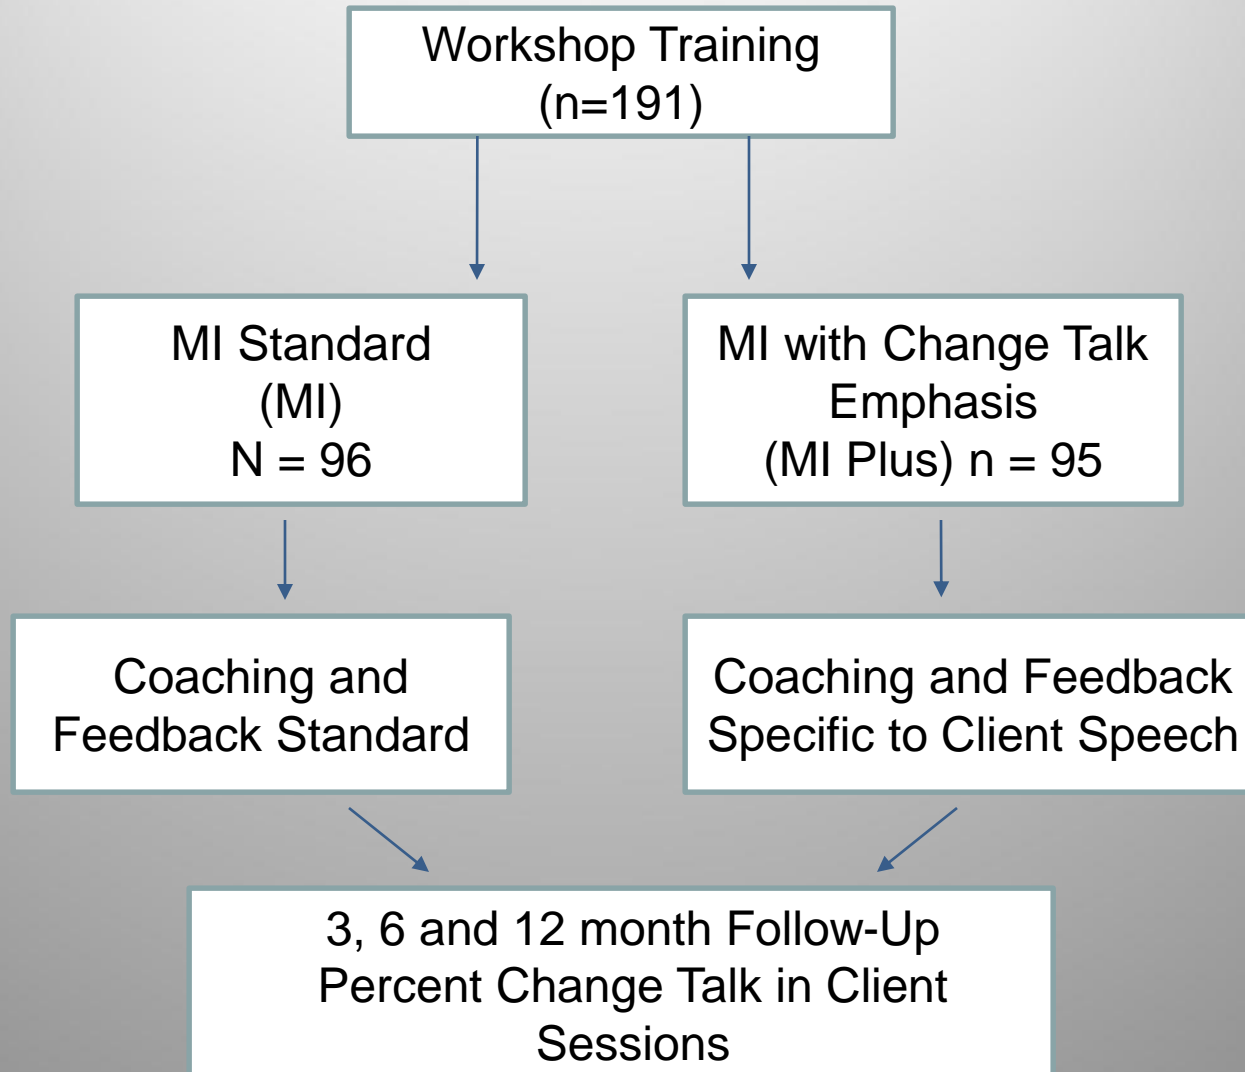 Workshop Training
(n=191)
MI Standard
(MI)
N = 96
MI with Change Talk
Emphasis
(MI Plus) n = 95
Coaching and
Feedback Standard
Coaching and Feedback
Specific to Client Speech
3, 6 and 12 month Follow-Up
Percent Change Talk in Client
Sessions